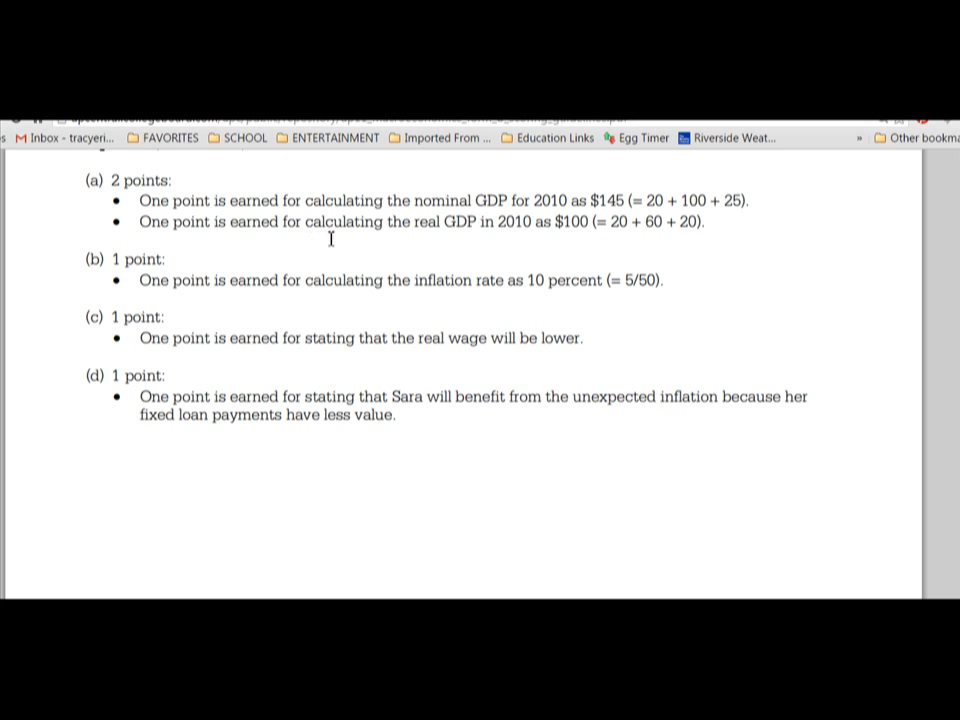 s M Inbox - tracyeri... FAVORITES SCHOOL ENTERTAINMENT Imported From ... Education Links Egg Timer Riverside Weat... » Other bookma
(a) 2 points:
• One point is earned for calculating the nominal GDP for 2010 as $145 (= 20 + 100 + 25).
• One point is earned for calculating the real GDP in 2010 as $100 (= 20 + 60 + 20).
(b) 1 point:
• One point is earned for calculating the inflation rate as 10 percent (= 5/50).
(c) 1 point:
• One point is earned for stating that the real wage will be lower.
(d) 1 point:
• One point is earned for stating that Sara will benefit from the unexpected inflation because her
fixed loan payments have less value.